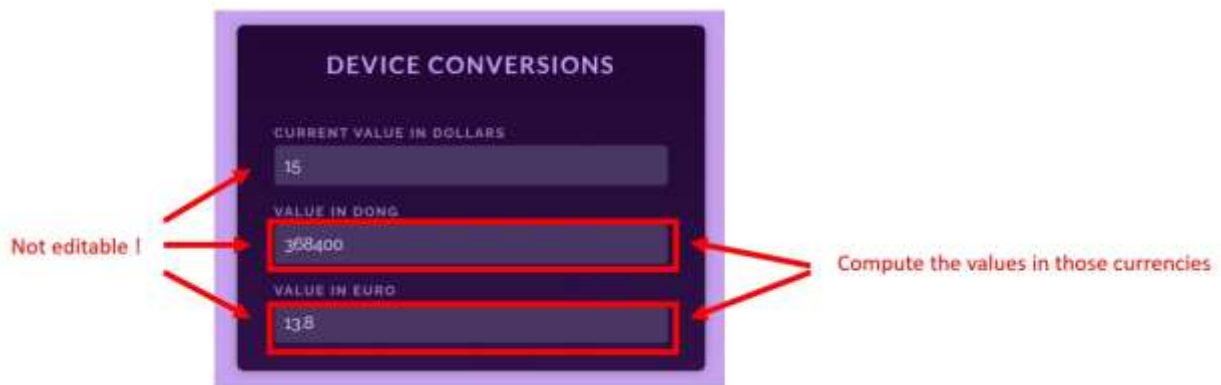 DEVICE CONVERSIONS
CURRENT VALUE IN DOLLARS
15
VALUE IN DONG
368400
Not editable !
Compute the values in those currencies
VALUE IN EURO
13.8